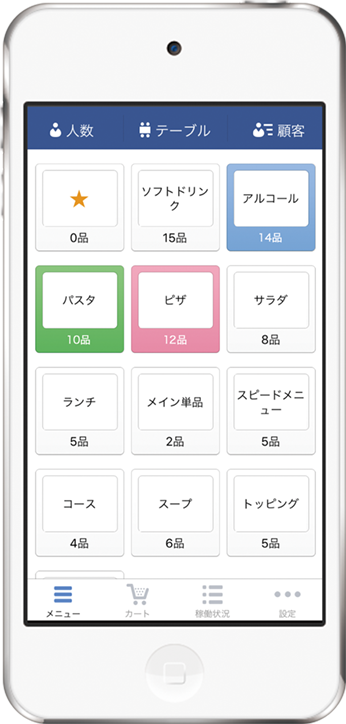 人数
テーブル
顧客
0品
ソフトドリン
ク
15品
アルコール
14品
パスタ
10品
ピザ
12品
サラダ
8品
ランチ
5品
メイン単品
2品
スピードメニ
ュー
5品
コース
4品
スープ
6品
トッピング
5品
メニュー
カート
稼働状況
設定